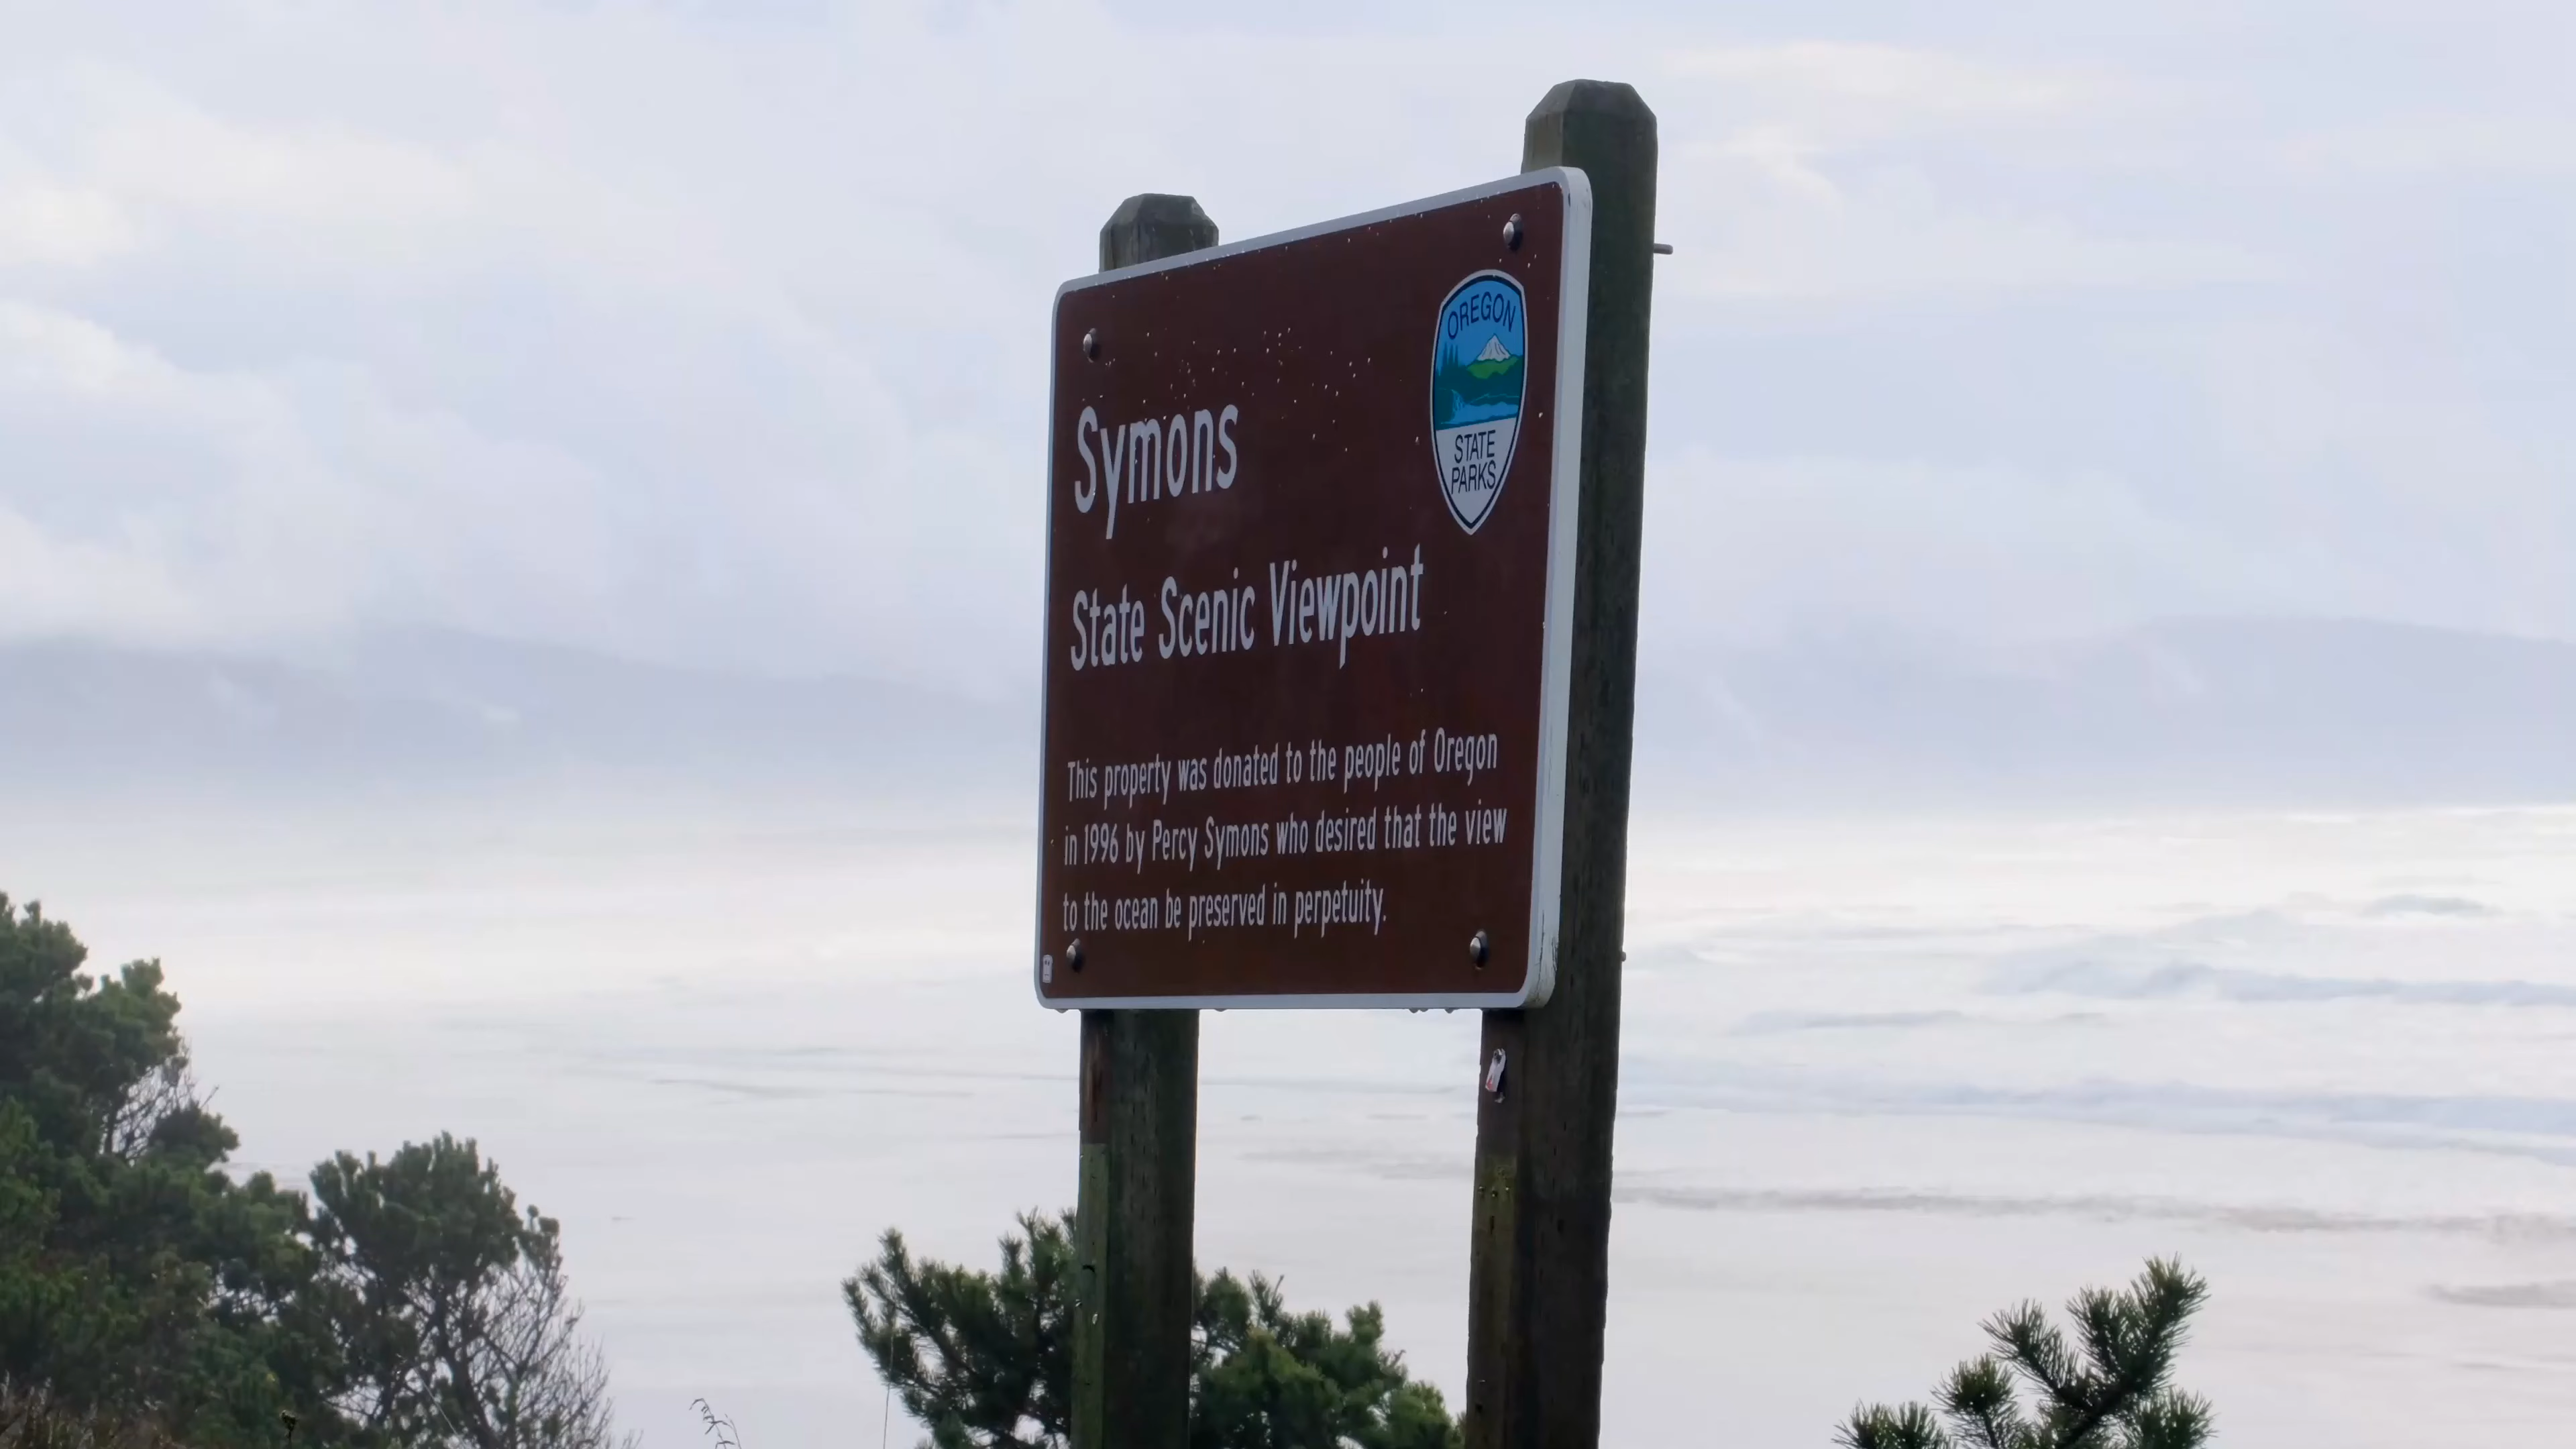 OREGON
STATE
PARKS
Symons
State Scenic Viewpoint
This property was donated to the people of Oregon
in 1996 by Percy Symons who desired that the view
to the ocean be preserved in perpetuity.